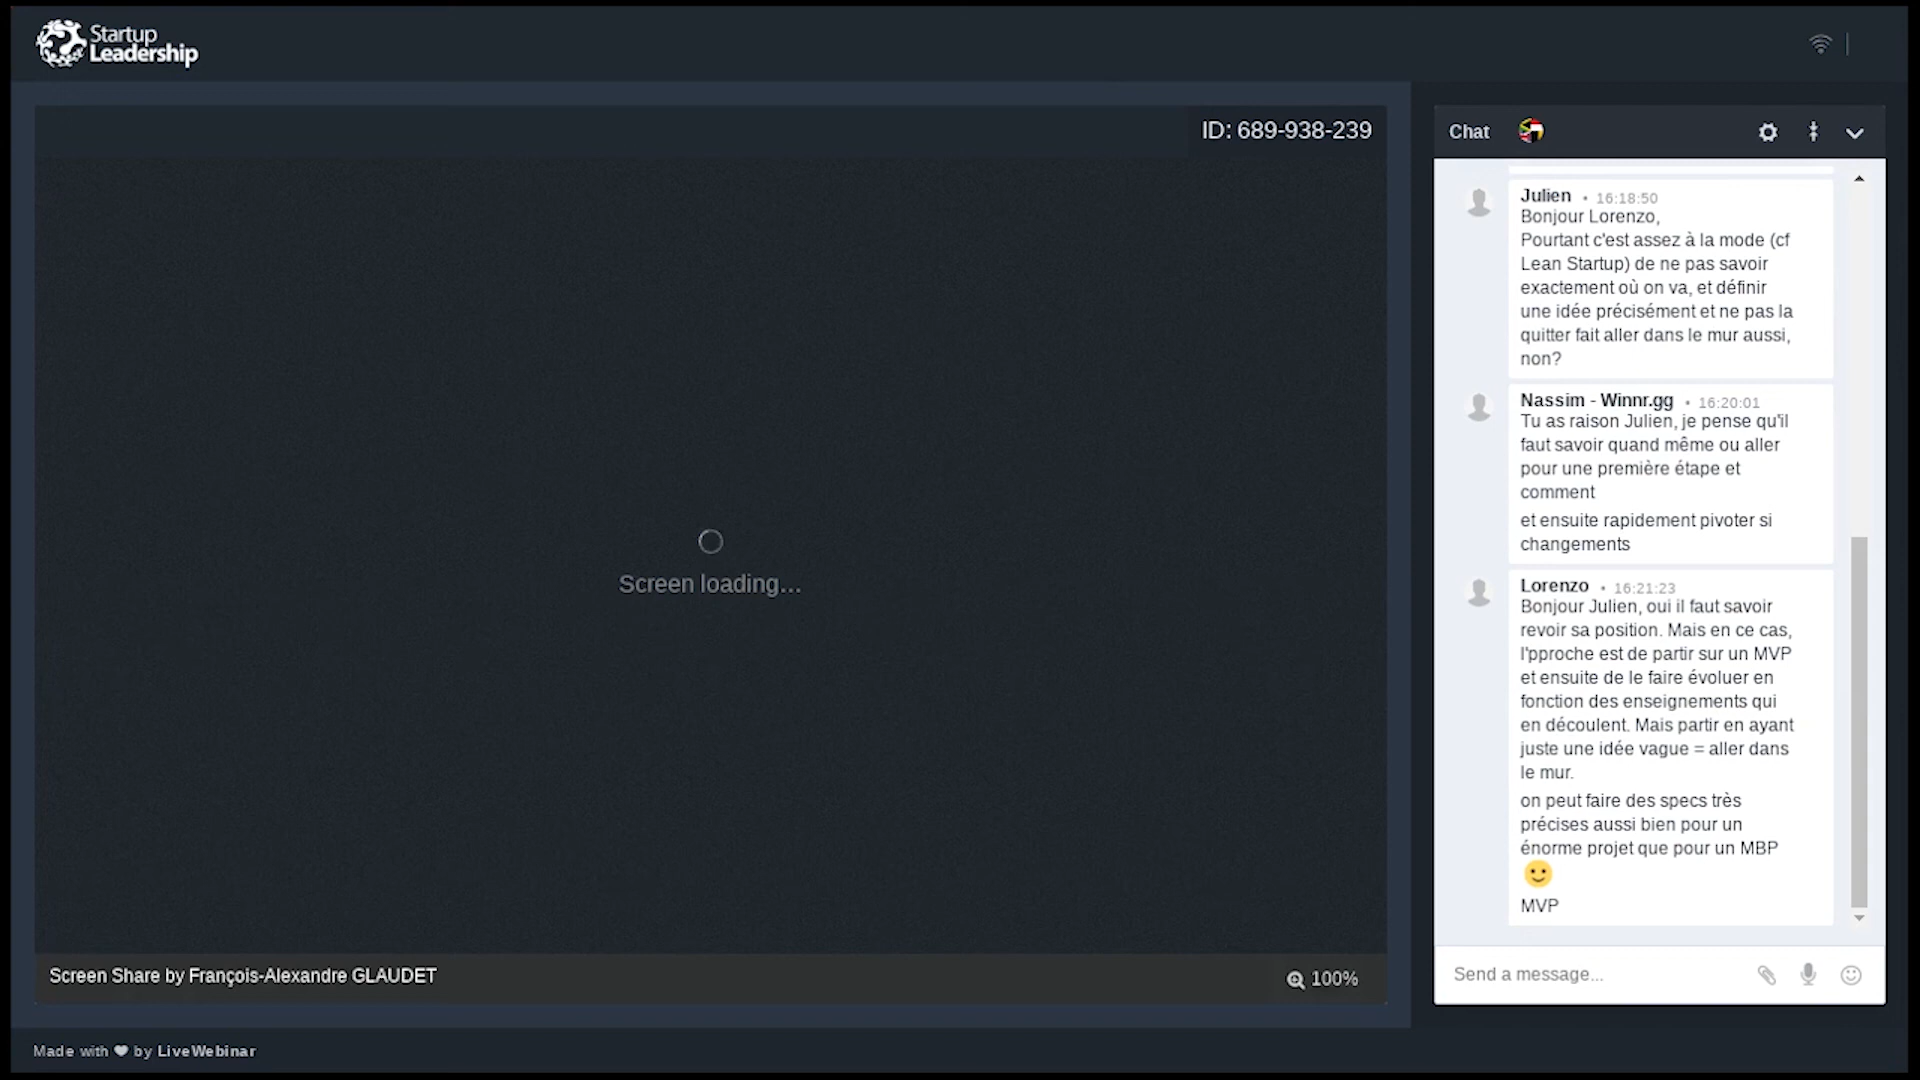 Startup
Leadership
ID: 689-938-239
Screen loading...
Screen Share by François-Alexandre GLAUDET
100%
Chat
Julien • 16:18:50
Bonjour Lorenzo,
Pourtant c'est assez à la mode (cf
Lean Startup) de ne pas savoir
exactement où on va, et définir
une idée précisément et ne pas la
quitter fait aller dans le mur aussi,
non?
Nassim - Winnr.gg • 16:20:01
Tu as raison Julien, je pense qu'il
faut savoir quand même ou aller
pour une première étape et
comment
et ensuite rapidement pivoter si
changements
Lorenzo • 16:21:23
Bonjour Julien, oui il faut savoir
revoir sa position. Mais en ce cas,
l'pproche est de partir sur un MVP
et ensuite de le faire évoluer en
fonction des enseignements qui
en découlent. Mais partir en ayant
juste une idée vague = aller dans
le mur.
on peut faire des specs très
précises aussi bien pour un
énorme projet que pour un MBP
🙂
MVP
Send a message...
Made with ♥ by LiveWebinar